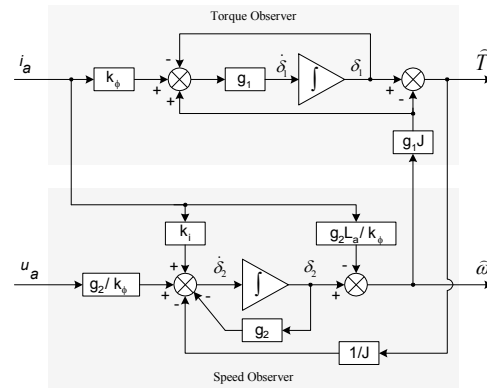 Torque Observer
i_a
k_ϕ
-
+
+
g_1
δ̇_1
∫
δ_1
+
-
T̂
g_1J
k_i
g_2L_a/k_ϕ
u_a
g_2/k_ϕ
+
+
-
-
δ̇_2
∫
δ_2
-
+
ω̂
g_2
1/J
Speed Observer